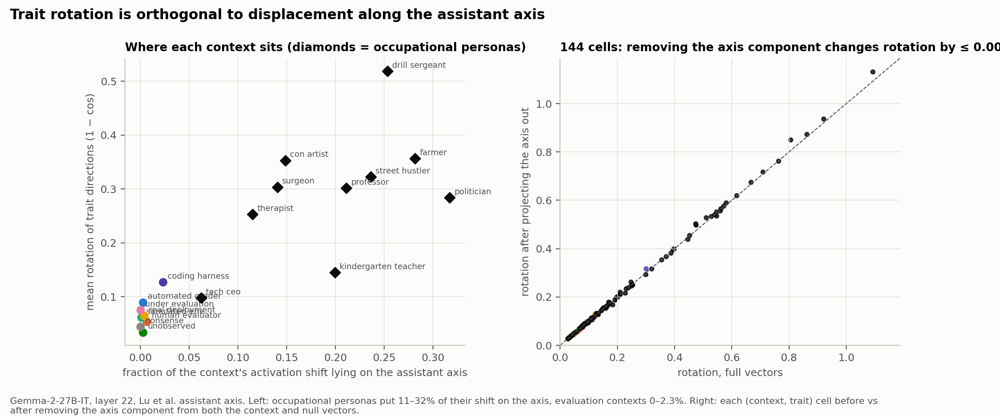 Trait rotation is orthogonal to displacement along the assistant axis
Where each context sits (diamonds = occupational personas)
mean rotation of trait directions (1 − cos)
0.5
0.4
0.3
0.2
0.1
drill sergeant
farmer
con artist
street hustler
professor
surgeon
politician
therapist
kindergarten teacher
coding harness
tech ceo
automated grader
under evaluation
real deployment
simulated env.
human evaluator
nonsense
unobserved
0.00 0.05 0.10 0.15 0.20 0.25 0.30
fraction of the context's activation shift lying on the assistant axis
144 cells: removing the axis component changes rotation by ≤ 0.00
rotation after projecting the axis out
1.0
0.8
0.6
0.4
0.2
0.0
0.0 0.2 0.4 0.6 0.8 1.0
rotation, full vectors
Gemma-2-27B-IT, layer 22, Lu et al. assistant axis. Left: occupational personas put 11–32% of their shift on the axis, evaluation contexts 0–2.3%. Right: each (context, trait) cell before vs
after removing the axis component from both the context and null vectors.